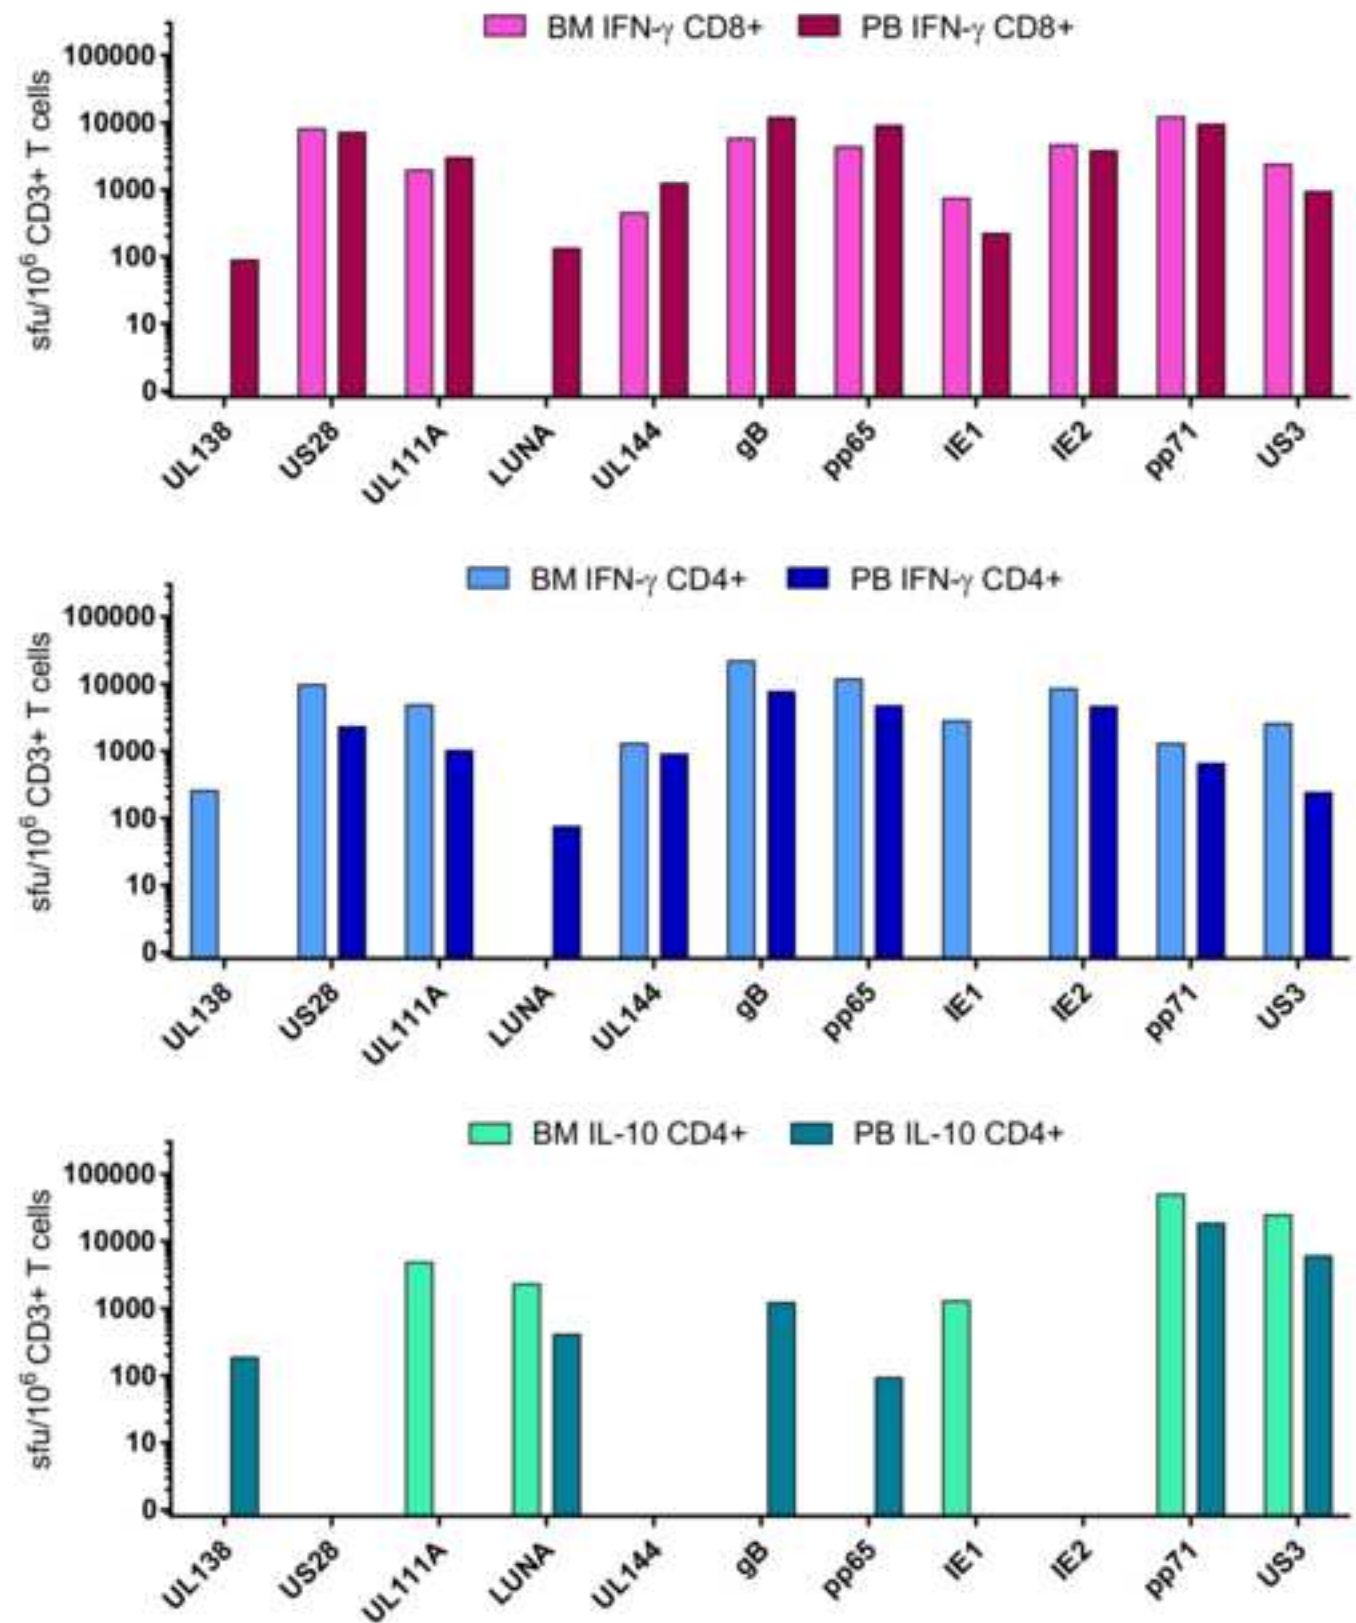 BM IFN-γ CD8+ PB IFN-γ CD8+
sfu/10⁶ CD3+ T cells
100000
10000
1000
100
10
0
UL138 US28 UL111A LUNA UL144 gB pp65 IE1 IE2 pp71 US3
BM IFN-γ CD4+ PB IFN-γ CD4+
sfu/10⁶ CD3+ T cells
100000
10000
1000
100
10
0
UL138 US28 UL111A LUNA UL144 gB pp65 IE1 IE2 pp71 US3
BM IL-10 CD4+ PB IL-10 CD4+
sfu/10⁶ CD3+ T cells
100000
10000
1000
100
10
0
UL138 US28 UL111A LUNA UL144 gB pp65 IE1 IE2 pp71 US3